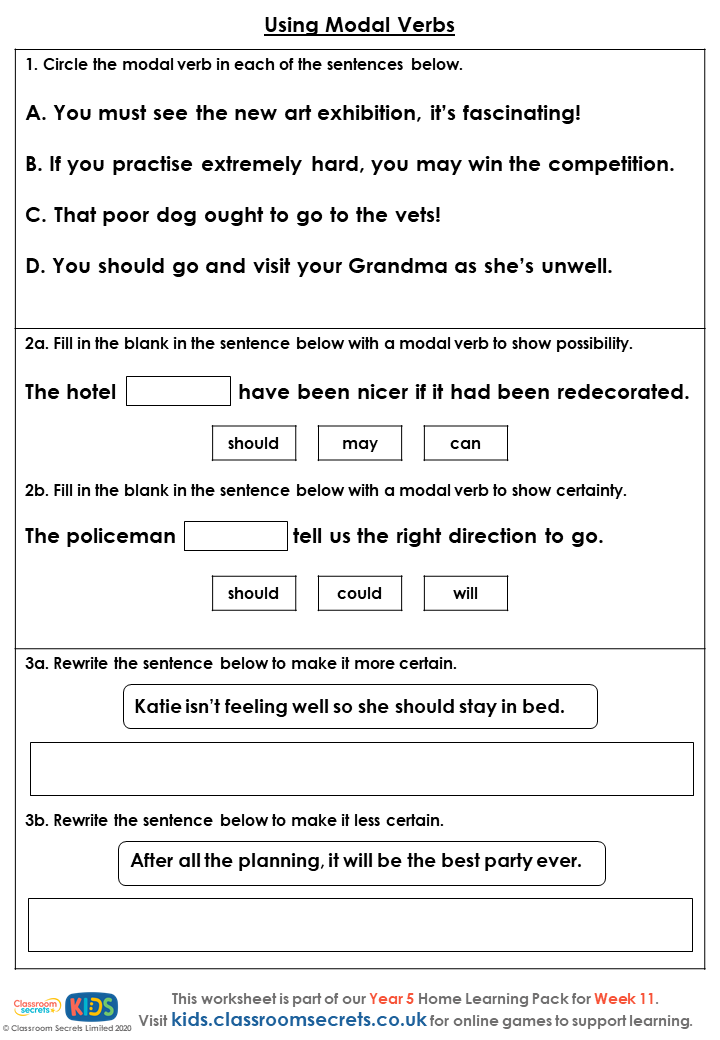 Using Modal Verbs
1. Circle the modal verb in each of the sentences below.
A. You must see the new art exhibition, it's fascinating!
B. If you practise extremely hard, you may win the competition.
C. That poor dog ought to go to the vets!
D. You should go and visit your Grandma as she's unwell.
2a. Fill in the blank in the sentence below with a modal verb to show possibility.
The hotel have been nicer if it had been redecorated.
should may can
2b. Fill in the blank in the sentence below with a modal verb to show certainty.
The policeman tell us the right direction to go.
should could will
3a. Rewrite the sentence below to make it more certain.
Katie isn't feeling well so she should stay in bed.
3b. Rewrite the sentence below to make it less certain.
After all the planning, it will be the best party ever.
Classroom Secrets KIDS
© Classroom Secrets Limited 2020
This worksheet is part of our Year 5 Home Learning Pack for Week 11.
Visit kids.classroomsecrets.co.uk for online games to support learning.